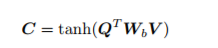 C = tanh(Q^T W_b V)